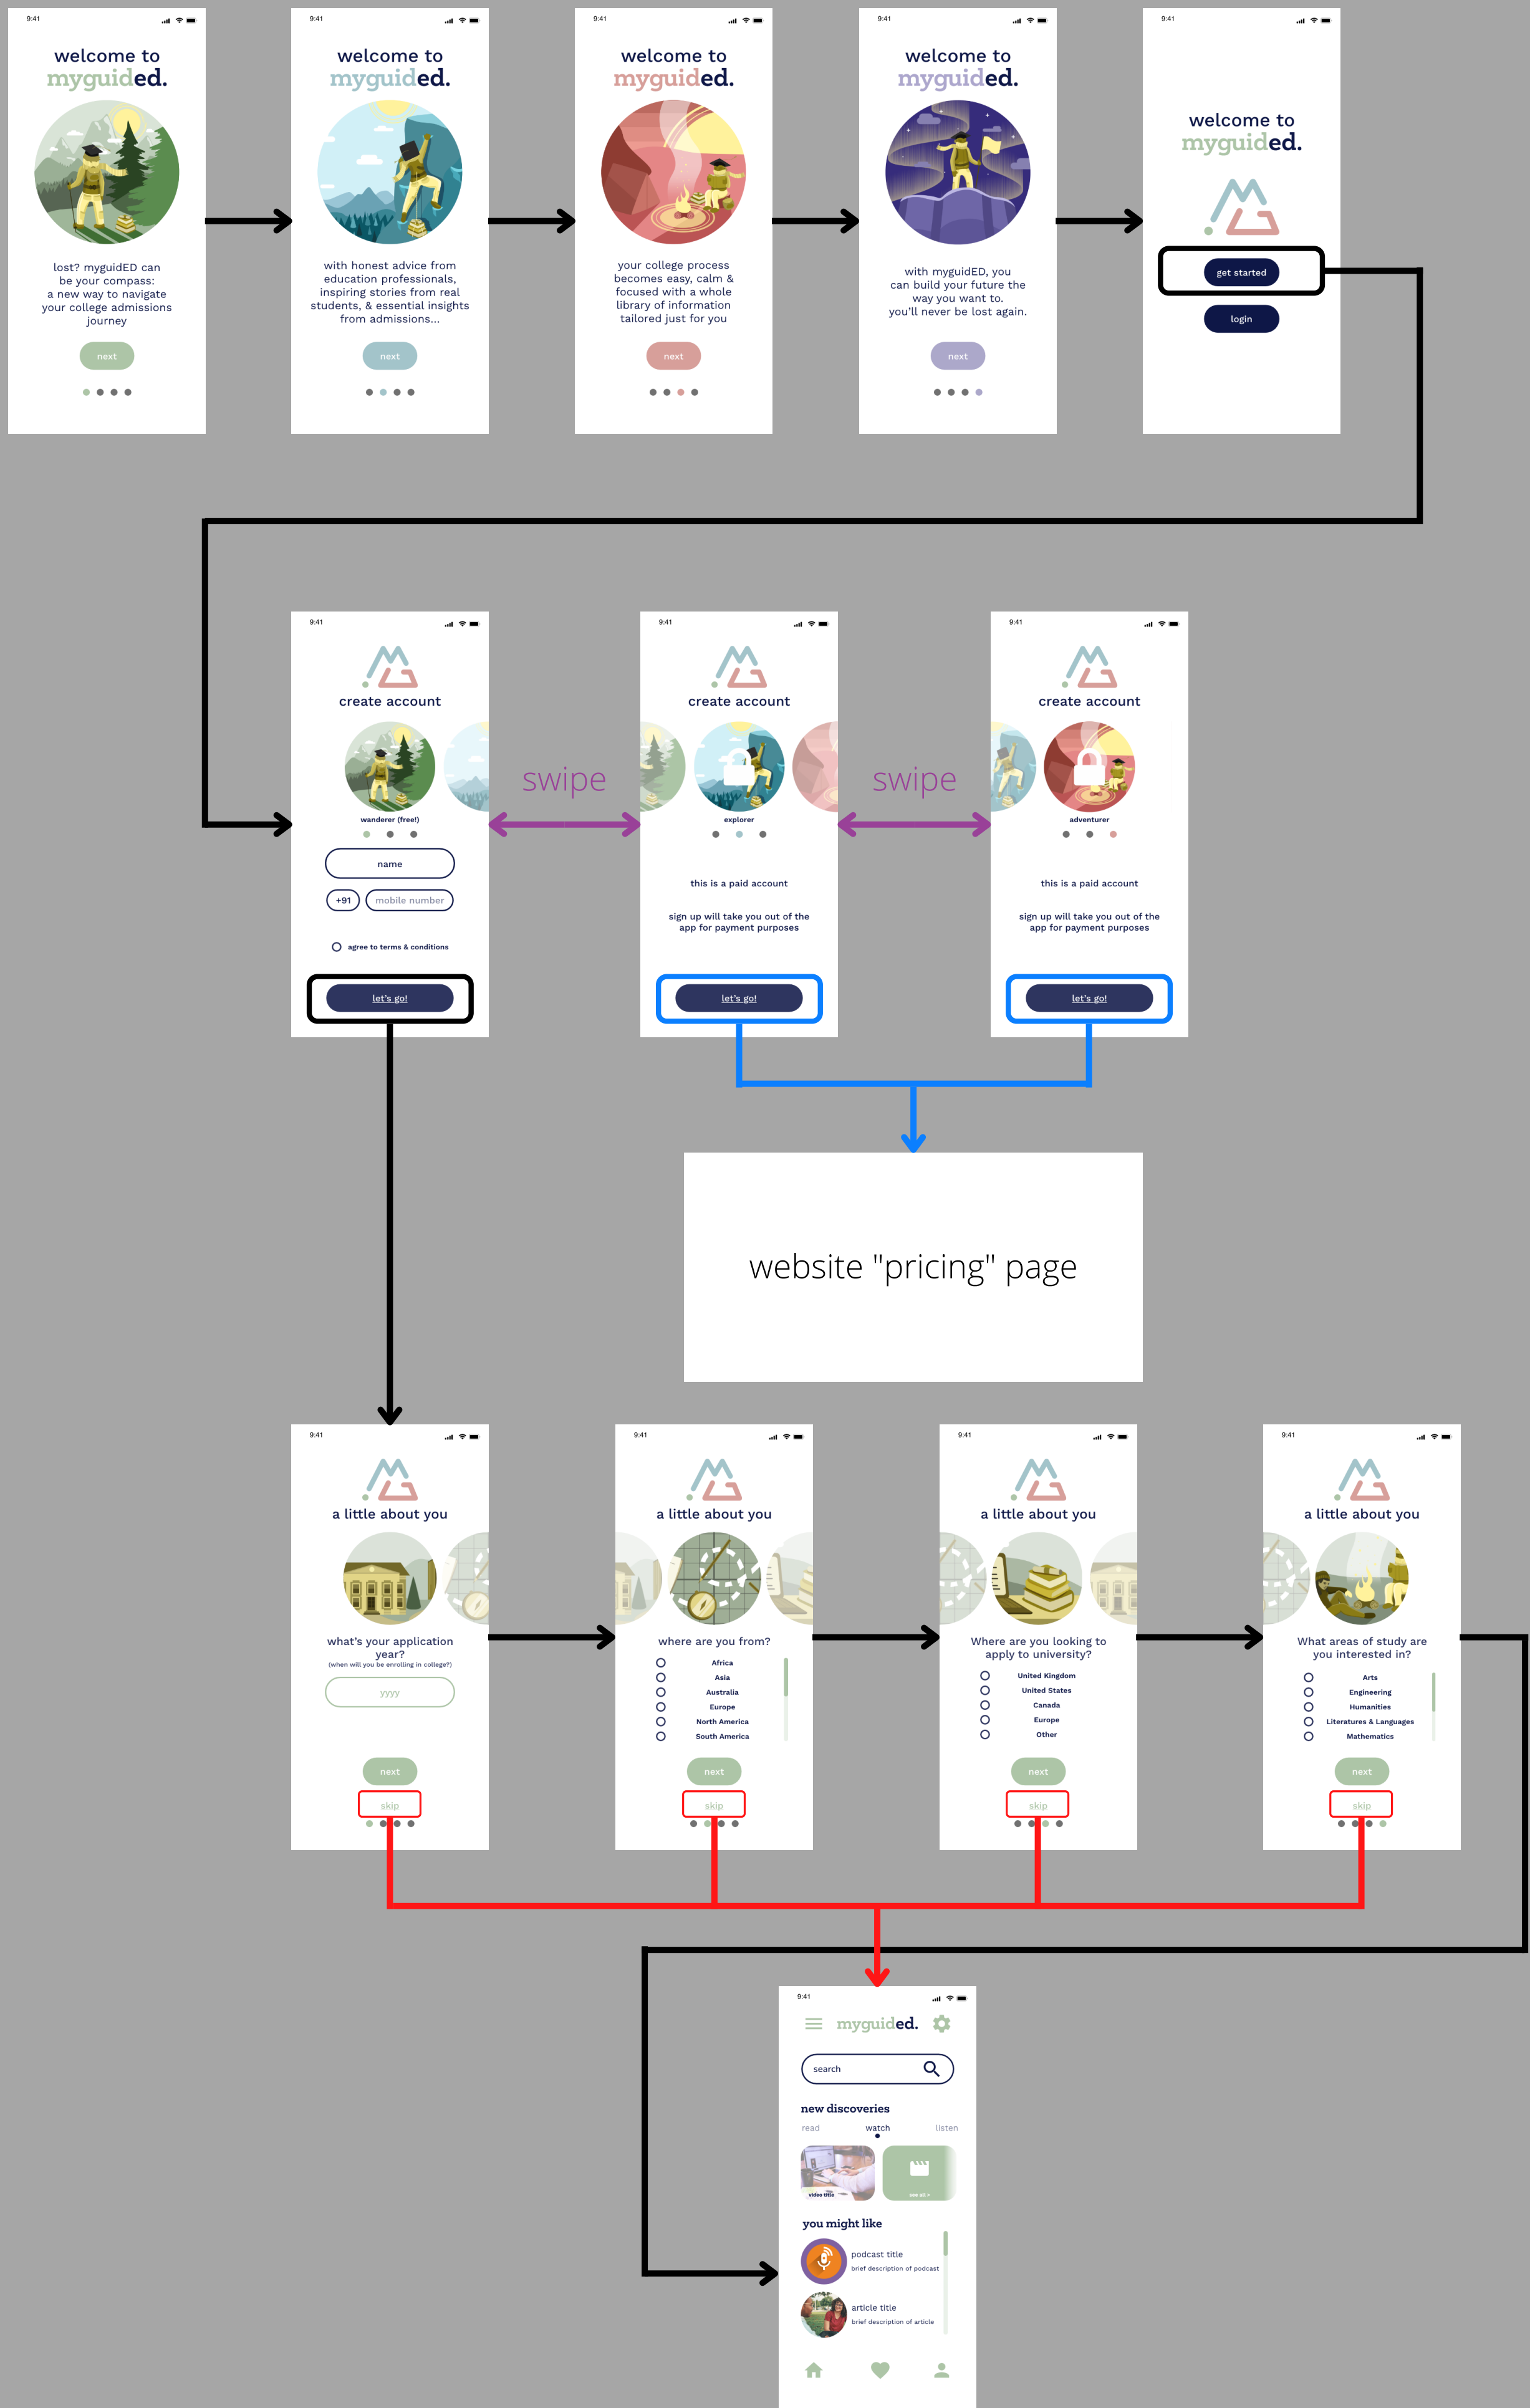 9:41
welcome to
myguided.
lost? myguidED can
be your compass:
a new way to navigate
your college admissions
journey
next
9:41
welcome to
myguided.
with honest advice from
education professionals,
inspiring stories from real
students, & essential insights
from admissions...
next
9:41
welcome to
myguided.
your college process
becomes easy, calm &
focused with a whole
library of information
tailored just for you
next
9:41
welcome to
myguided.
with myguidED, you
can build your future the
way you want to.
you'll never be lost again.
next
9:41
welcome to
myguided.
get started
login
9:41
create account
wanderer (free!)
name
+91 mobile number
agree to terms & conditions
let's go!
swipe
9:41
create account
explorer
this is a paid account
sign up will take you out of the
app for payment purposes
let's go!
swipe
9:41
create account
adventurer
this is a paid account
sign up will take you out of the
app for payment purposes
let's go!
website "pricing" page
9:41
a little about you
what's your application
year?
(when will you be enrolling in college?)
yyyy
next
skip
9:41
a little about you
where are you from?
Africa
Asia
Australia
Europe
North America
South America
next
skip
9:41
a little about you
Where are you looking to
apply to university?
United Kingdom
United States
Canada
Europe
Other
next
skip
9:41
a little about you
What areas of study are
you interested in?
Arts
Engineering
Humanities
Literatures & Languages
Mathematics
next
skip
9:41
myguided.
search
new discoveries
read watch listen
video title
see all >
you might like
podcast title
brief description of podcast
article title
brief description of article